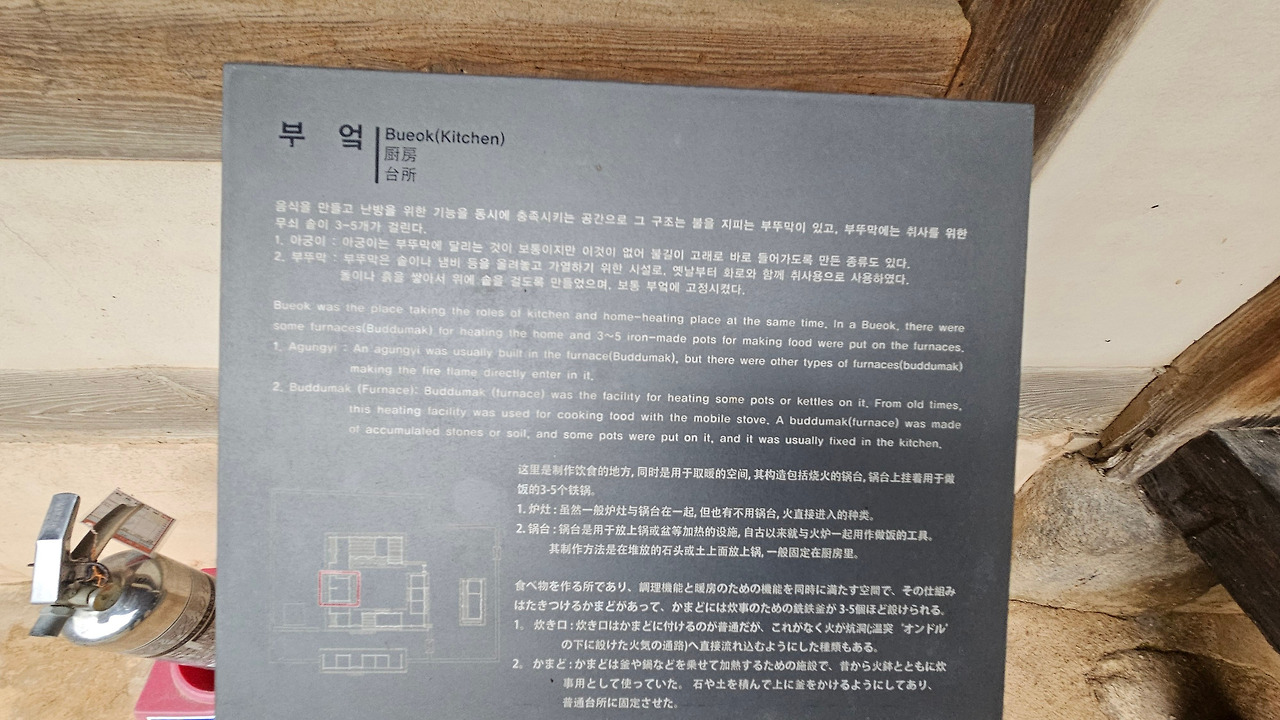 부 엌
Bueok(Kitchen)
厨房
台所
음식을 만들고 난방을 위한 기능을 동시에 충족시키는 공간으로 그 구조는 불을 지피는 부뚜막이 있고, 부뚜막에는 취사를 위한
무쇠 솥이 3-5개가 걸린다.
1. 아궁이 : 아궁이는 부뚜막에 달리는 것이 보통이지만 이것이 없어 불길이 고래로 바로 들어가도록 만든 종류도 있다.
2. 부뚜막 : 부뚜막은 솥이나 냄비 등을 올려놓고 가열하기 위한 시설로, 옛날부터 화로와 함께 취사용으로 사용하였다.
돌이나 흙을 쌓아서 위에 솥을 걸도록 만들었으며, 보통 부엌에 고정시켰다.
Bueok was the place taking the roles of kitchen and home-heating place at the same time. In a Bueok, there were
some furnaces(Buddumak) for heating the home and 3~5 iron-made pots for making food were put on the furnaces.
1. Agungyi : An agungyi was usually built in the furnace(Buddumak), but there were other types of furnaces(buddumak)
making the fire flame directly enter in it.
2. Buddumak (Furnace): Buddumak (furnace) was the facility for heating some pots or kettles on it. From old times,
this heating facility was used for cooking food with the mobile stove. A buddumak(furnace) was made
of accumulated stones or soil, and some pots were put on it, and it was usually fixed in the kitchen.
这里是制作饮食的地方, 同时是用于取暖的空间, 其构造包括烧火的锅台, 锅台上挂着用于做
饭的3-5个铁锅。
1. 炉灶 : 虽然一般炉灶与锅台在一起, 但也有不用锅台, 火直接进入的种类。
2. 锅台 : 锅台是用于放上锅或盆等加热的设施, 自古以来就与火炉一起用作做饭的工具。
其制作方法是在堆放的石头或土上面放上锅, 一般固定在厨房里。
食べ物を作る所であり、調理機能と暖房のための機能を同時に満たす空間で、その仕組み
はたきつけるかまどがあって、かまどには炊事のための銑鉄釜が 3-5個ほど設けられる。
1。 炊き口 : 炊き口はかまどに付けるのが普通だが、これがなく火が炕洞(温突〝オンドル〞
の下に設けた火気の通路)へ直接流れ込むようにした種類もある。
2。 かまど : かまどは釜や鍋などを乗せて加熱するための施設で、昔から火鉢とともに炊
事用として使っていた。 石や土を積んで上に釜をかけるようにしてあり、
普通台所に固定させた。